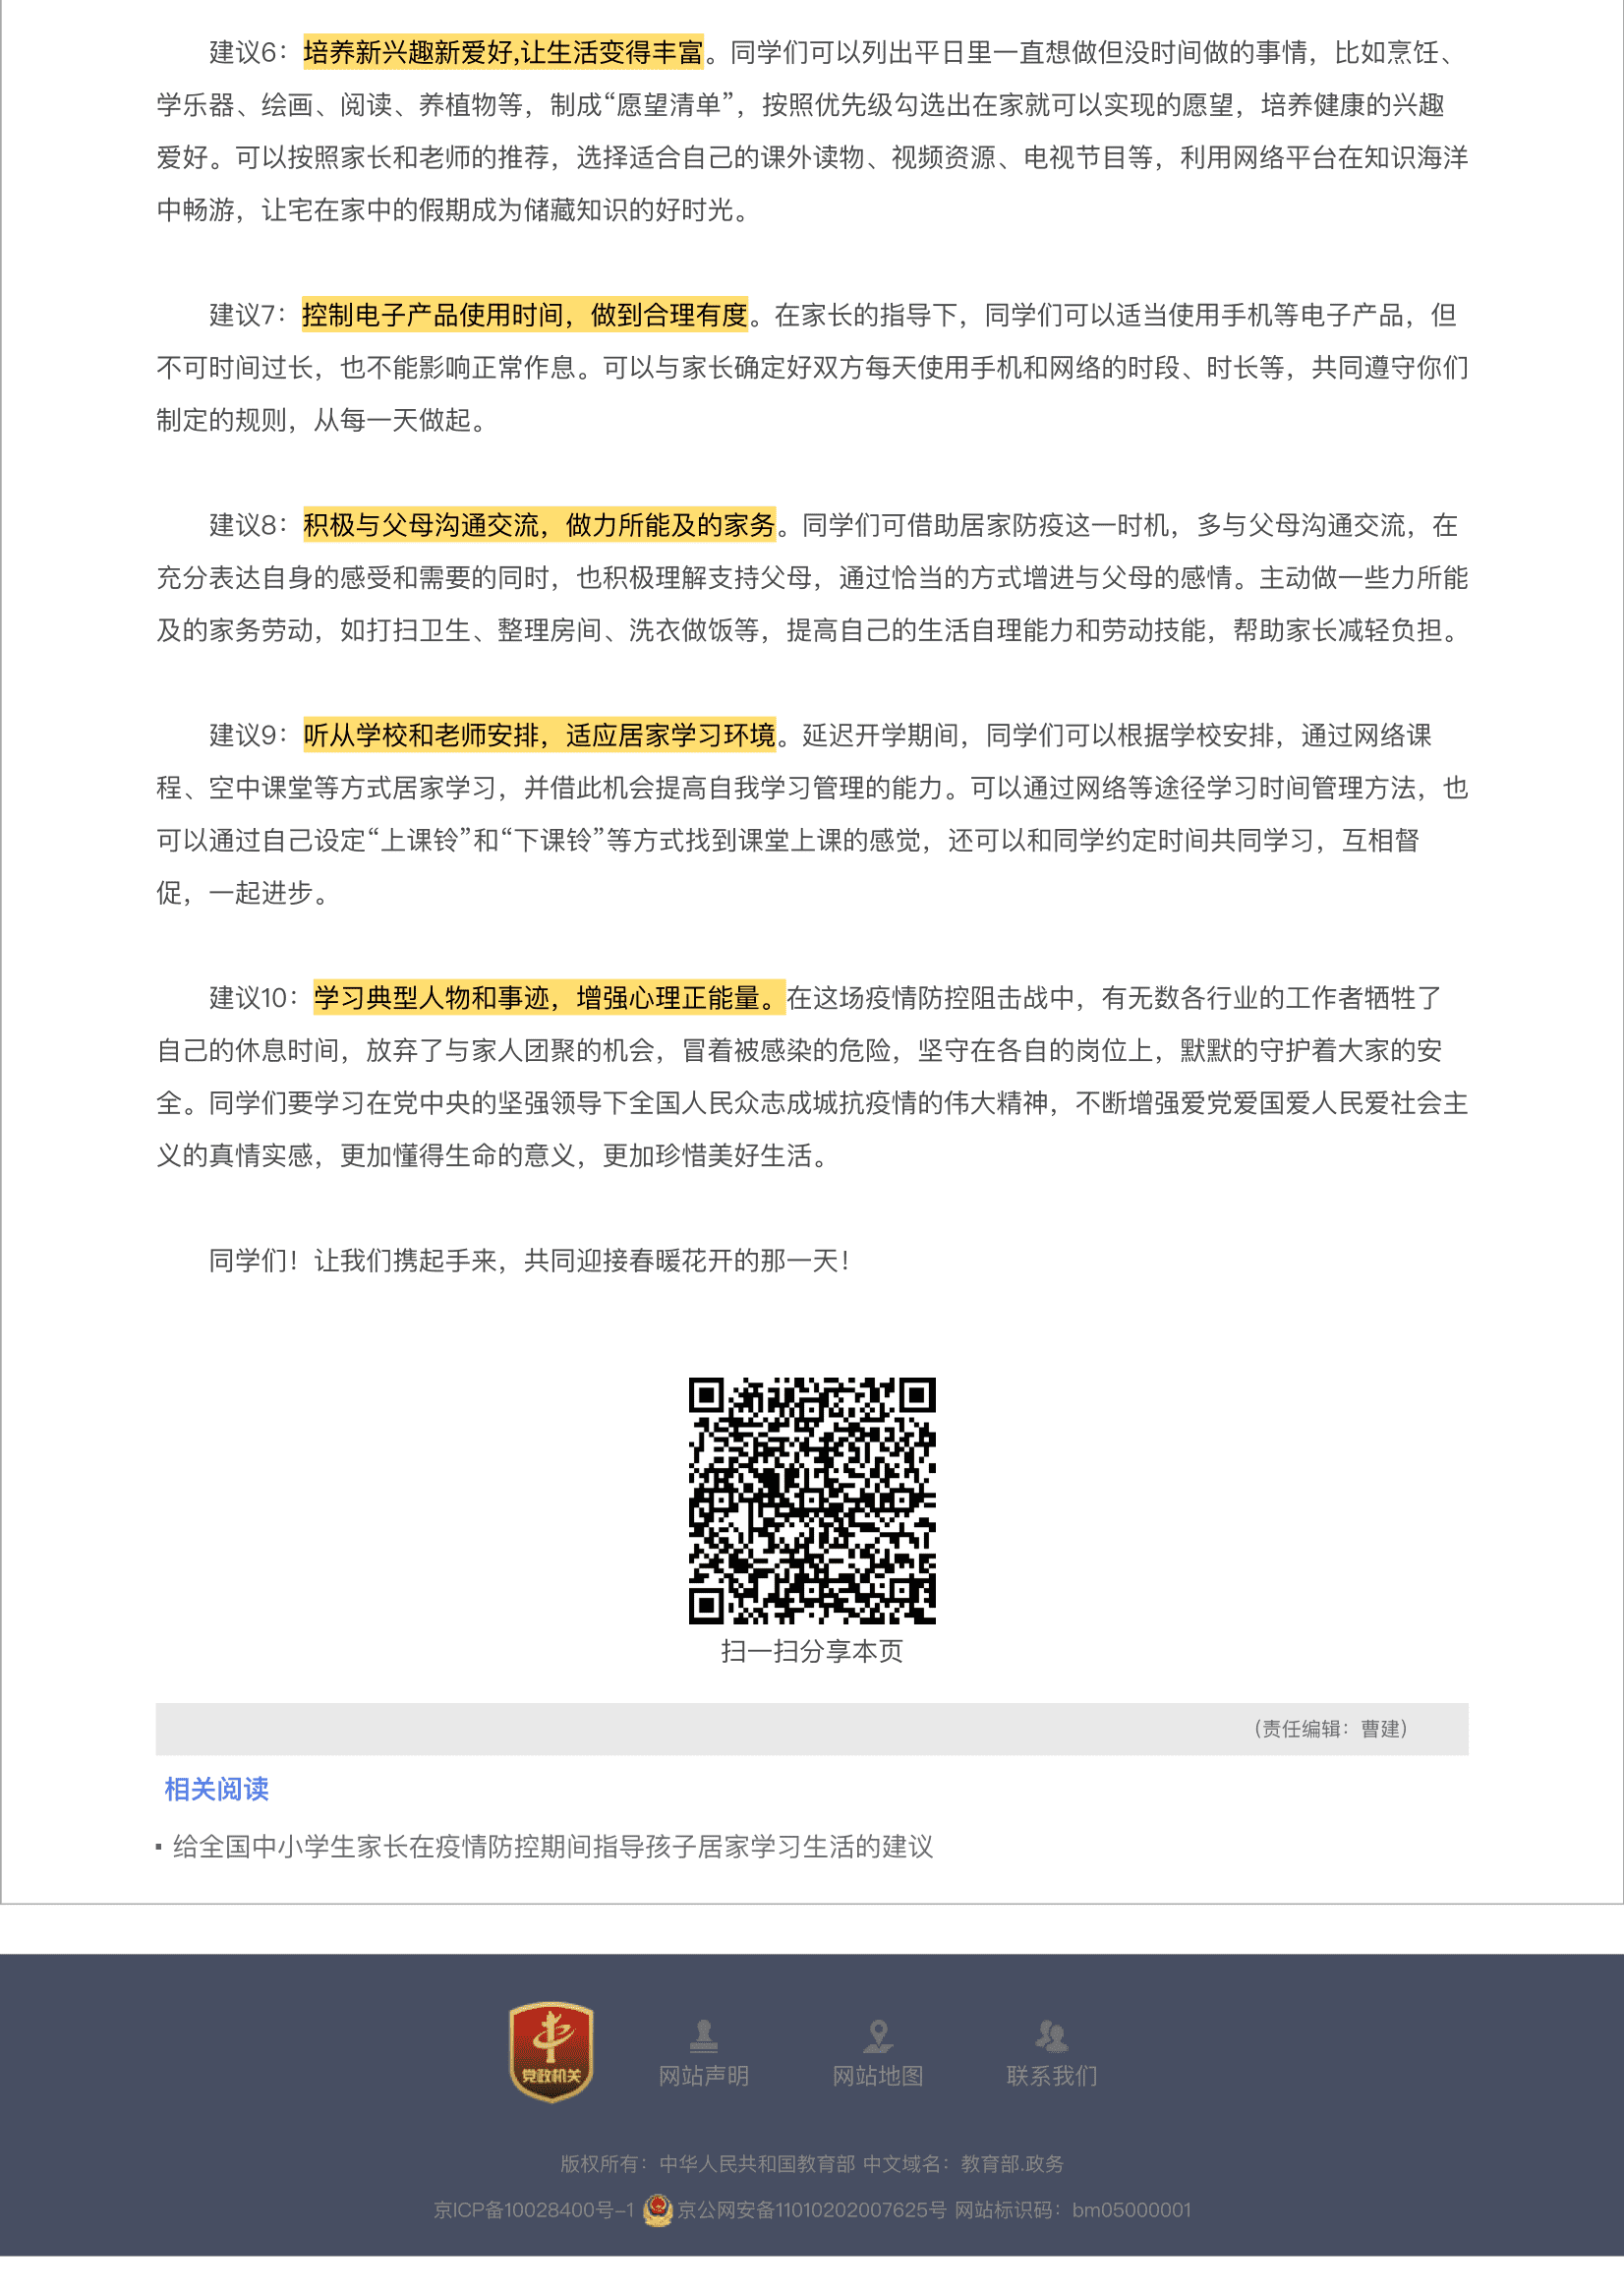 建议6：培养新兴趣新爱好,让生活变得丰富。同学们可以列出平日里一直想做但没时间做的事情，比如烹饪、
学乐器、绘画、阅读、养植物等，制成“愿望清单”，按照优先级勾选出在家就可以实现的愿望，培养健康的兴趣
爱好。可以按照家长和老师的推荐，选择适合自己的课外读物、视频资源、电视节目等，利用网络平台在知识海洋
中畅游，让宅在家中的假期成为储藏知识的好时光。
建议7：控制电子产品使用时间，做到合理有度。在家长的指导下，同学们可以适当使用手机等电子产品，但
不可时间过长，也不能影响正常作息。可以与家长确定好双方每天使用手机和网络的时段、时长等，共同遵守你们
制定的规则，从每一天做起。
建议8：积极与父母沟通交流，做力所能及的家务。同学们可借助居家防疫这一时机，多与父母沟通交流，在
充分表达自身的感受和需要的同时，也积极理解支持父母，通过恰当的方式增进与父母的感情。主动做一些力所能
及的家务劳动，如打扫卫生、整理房间、洗衣做饭等，提高自己的生活自理能力和劳动技能，帮助家长减轻负担。
建议9：听从学校和老师安排，适应居家学习环境。延迟开学期间，同学们可以根据学校安排，通过网络课
程、空中课堂等方式居家学习，并借此机会提高自我学习管理的能力。可以通过网络等途径学习时间管理方法，也
可以通过自己设定“上课铃”和“下课铃”等方式找到课堂上课的感觉，还可以和同学约定时间共同学习，互相督
促，一起进步。
建议10：学习典型人物和事迹，增强心理正能量。在这场疫情防控阻击战中，有无数各行业的工作者牺牲了
自己的休息时间，放弃了与家人团聚的机会，冒着被感染的危险，坚守在各自的岗位上，默默的守护着大家的安
全。同学们要学习在党中央的坚强领导下全国人民众志成城抗疫情的伟大精神，不断增强爱党爱国爱人民爱社会主
义的真情实感，更加懂得生命的意义，更加珍惜美好生活。
同学们！让我们携起手来，共同迎接春暖花开的那一天！
扫一扫分享本页
（责任编辑：曹建）
相关阅读
▪ 给全国中小学生家长在疫情防控期间指导孩子居家学习生活的建议
党政机关
网站声明 网站地图 联系我们
版权所有：中华人民共和国教育部 中文域名：教育部.政务
京ICP备10028400号-1 京公网安备11010202007625号 网站标识码：bm05000001